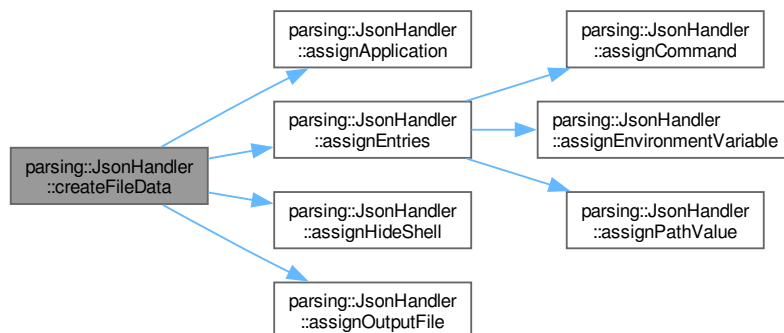 parsing::JsonHandler
::createFileData
parsing::JsonHandler
::assignApplication
parsing::JsonHandler
::assignEntries
parsing::JsonHandler
::assignHideShell
parsing::JsonHandler
::assignOutputFile
parsing::JsonHandler
::assignCommand
parsing::JsonHandler
::assignEnvironmentVariable
parsing::JsonHandler
::assignPathValue